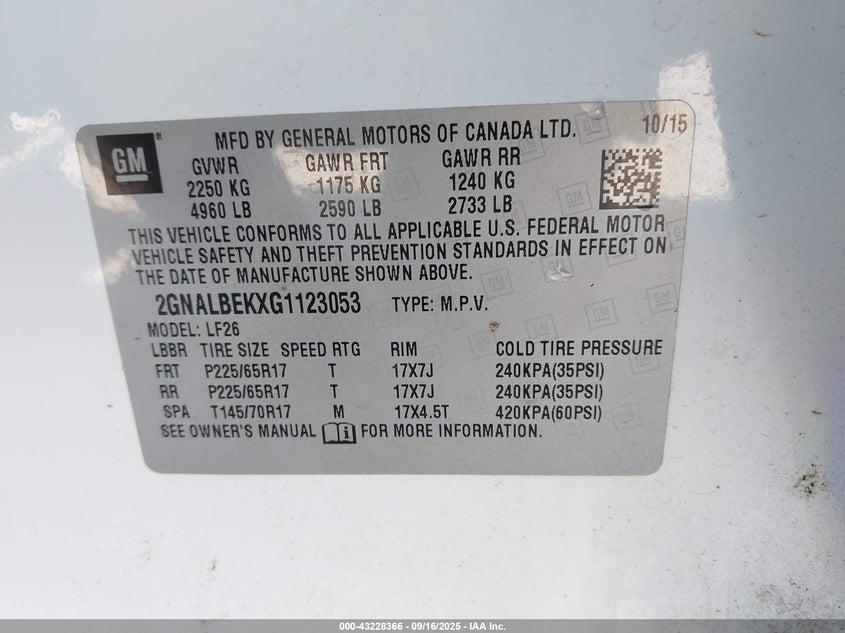 GM
MFD BY GENERAL MOTORS OF CANADA LTD. 10/15
GVWR GAWR FRT GAWR RR
2250 KG 1175 KG 1240 KG
4960 LB 2590 LB 2733 LB
THIS VEHICLE CONFORMS TO ALL APPLICABLE U.S. FEDERAL MOTOR
VEHICLE SAFETY AND THEFT PREVENTION STANDARDS IN EFFECT ON
THE DATE OF MANUFACTURE SHOWN ABOVE.
2GNALBEKXG1123053 TYPE: M.P.V.
MODEL: LF26
LBBR TIRE SIZE SPEED RTG RIM COLD TIRE PRESSURE
FRT P225/65R17 T 17X7J 240KPA(35PSI)
RR P225/65R17 T 17X7J 240KPA(35PSI)
SPA T145/70R17 M 17X4.5T 420KPA(60PSI)
SEE OWNER'S MANUAL FOR MORE INFORMATION.
000-43228366 - 09/16/2025 - IAA Inc.